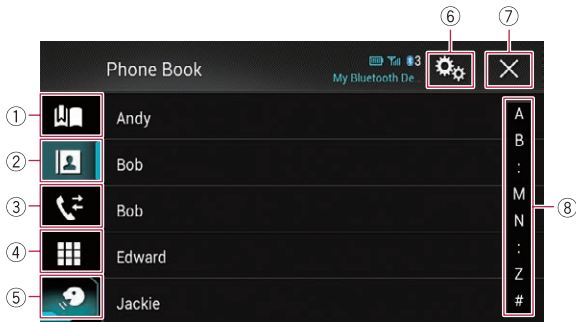 ⑥ ⑦
Phone Book
3
My Bluetooth De...
① Andy A
B
② Bob :
③ Bob M
N
⑧
④ Edward :
Z
⑤ Jackie #